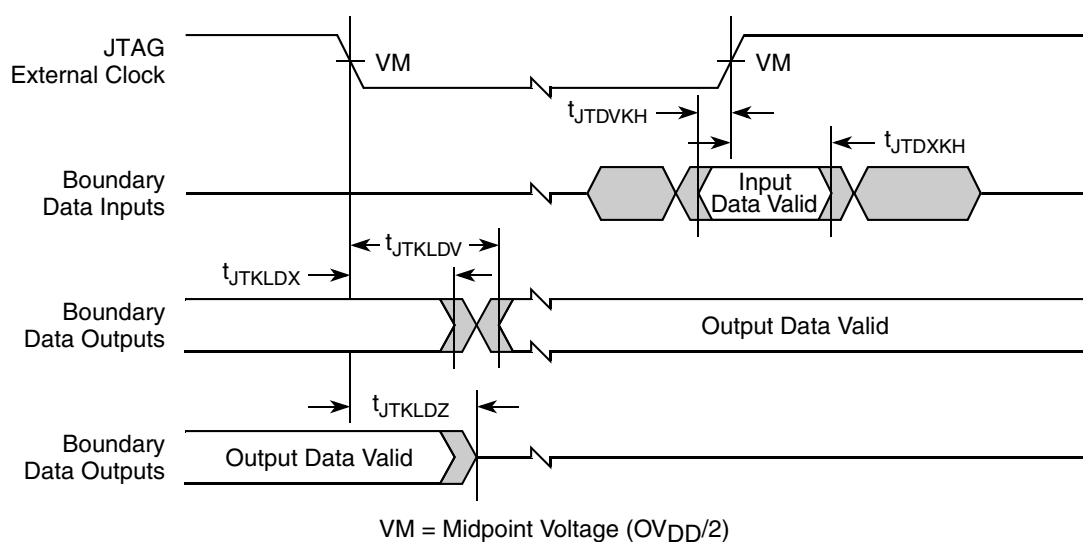 JTAG
External Clock
VM
VM
tJTDVKH
tJTDXKH
Boundary
Data Inputs
Input
Data Valid
tJTKLDV
tJTKLDX
Boundary
Data Outputs
Output Data Valid
tJTKLDZ
Boundary
Data Outputs
Output Data Valid
VM = Midpoint Voltage (OVDD/2)